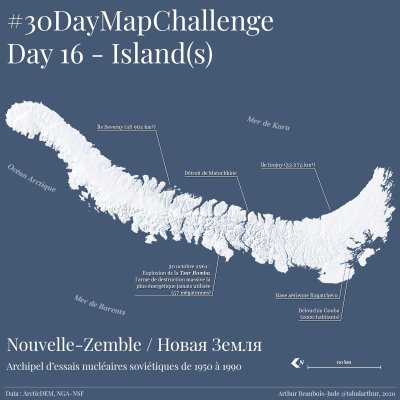 #30DayMapChallenge
Day 16 - Island(s)
Mer de Kara
Île Severny (48 904 km²)
Océan Arctique
Détroit de Matochkine
Île Ioujny (33 275 km²)
30 octobre 1961 :
Explosion de la Tsar Bomba,
l'arme de destruction massive la
plus énergétique jamais utilisée
(57 mégatonnes)
Base aérienne Rogatchevo
Mer de Barents
Belouchia Gouba
(2000 habitants)
Nouvelle-Zemble / Новая Земля
Archipel d'essais nucléaires soviétiques de 1950 à 1990
N
Data : ArcticDEM, NGA-NSF
Arthur Beaubois-Jude @tabularthur, 2020